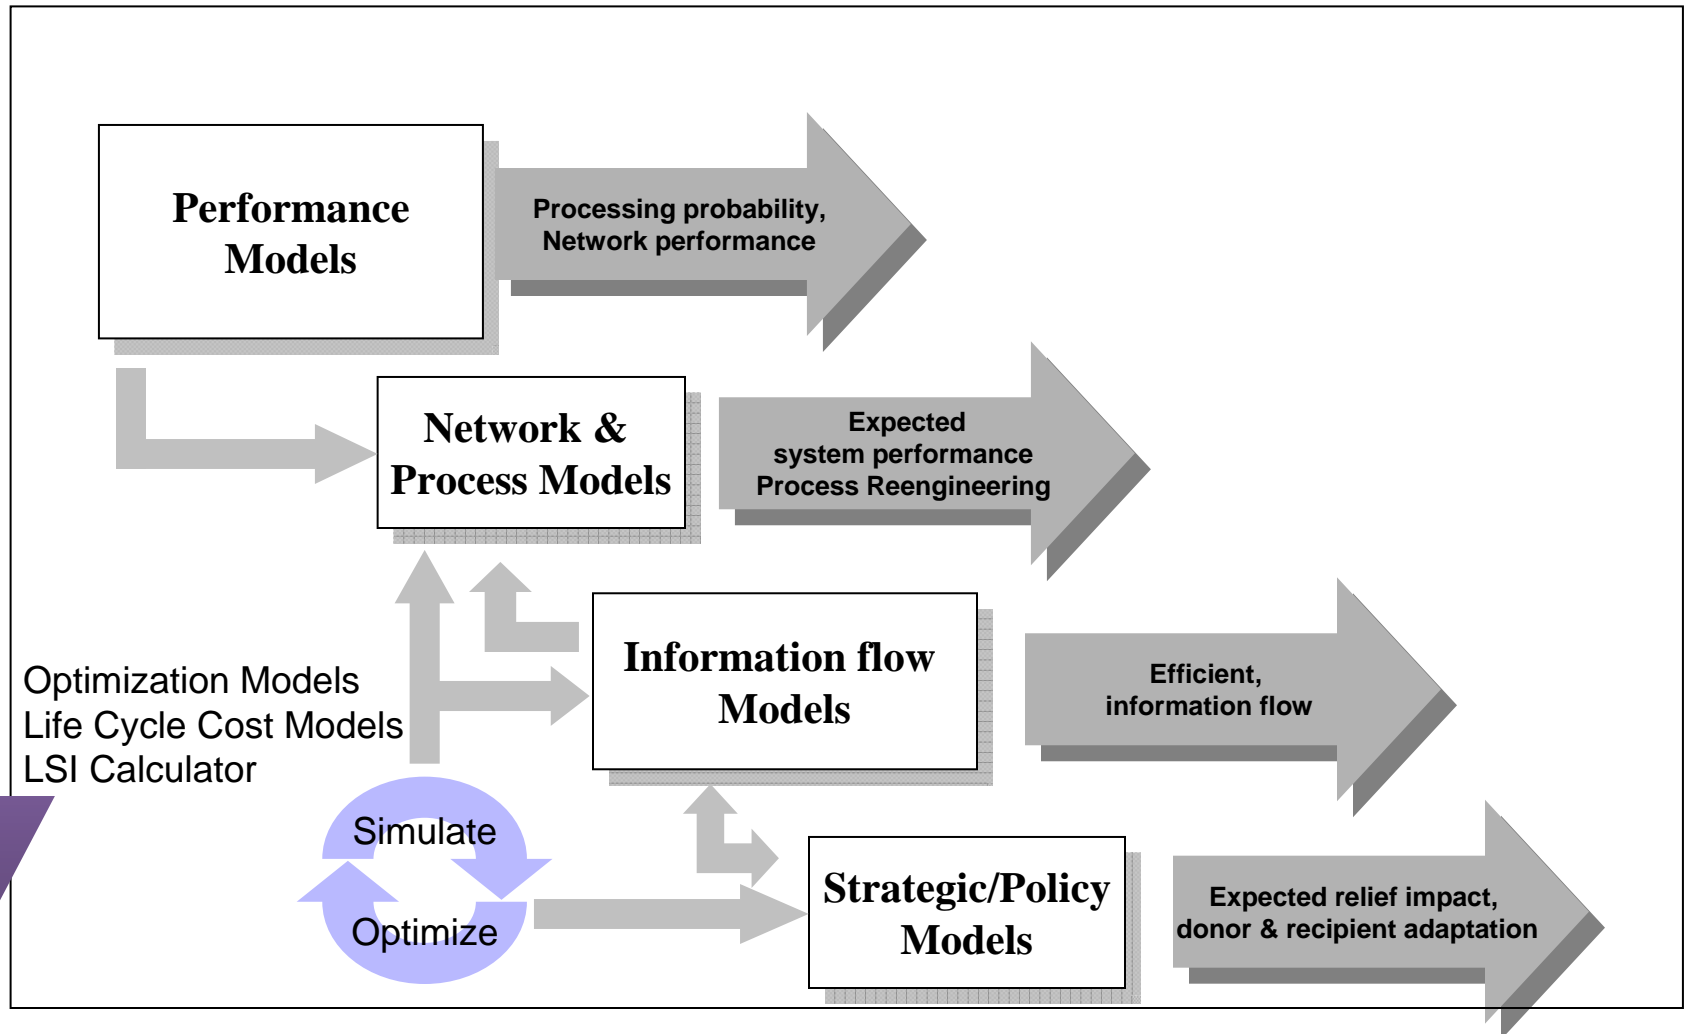 Performance
Models
Processing probability,
Network performance
Network &
Process Models
Expected
system performance
Process Reengineering
Information flow
Models
Efficient,
information flow
Optimization Models
Life Cycle Cost Models
LSI Calculator
Simulate
Optimize
Strategic/Policy
Models
Expected relief impact,
donor & recipient adaptation